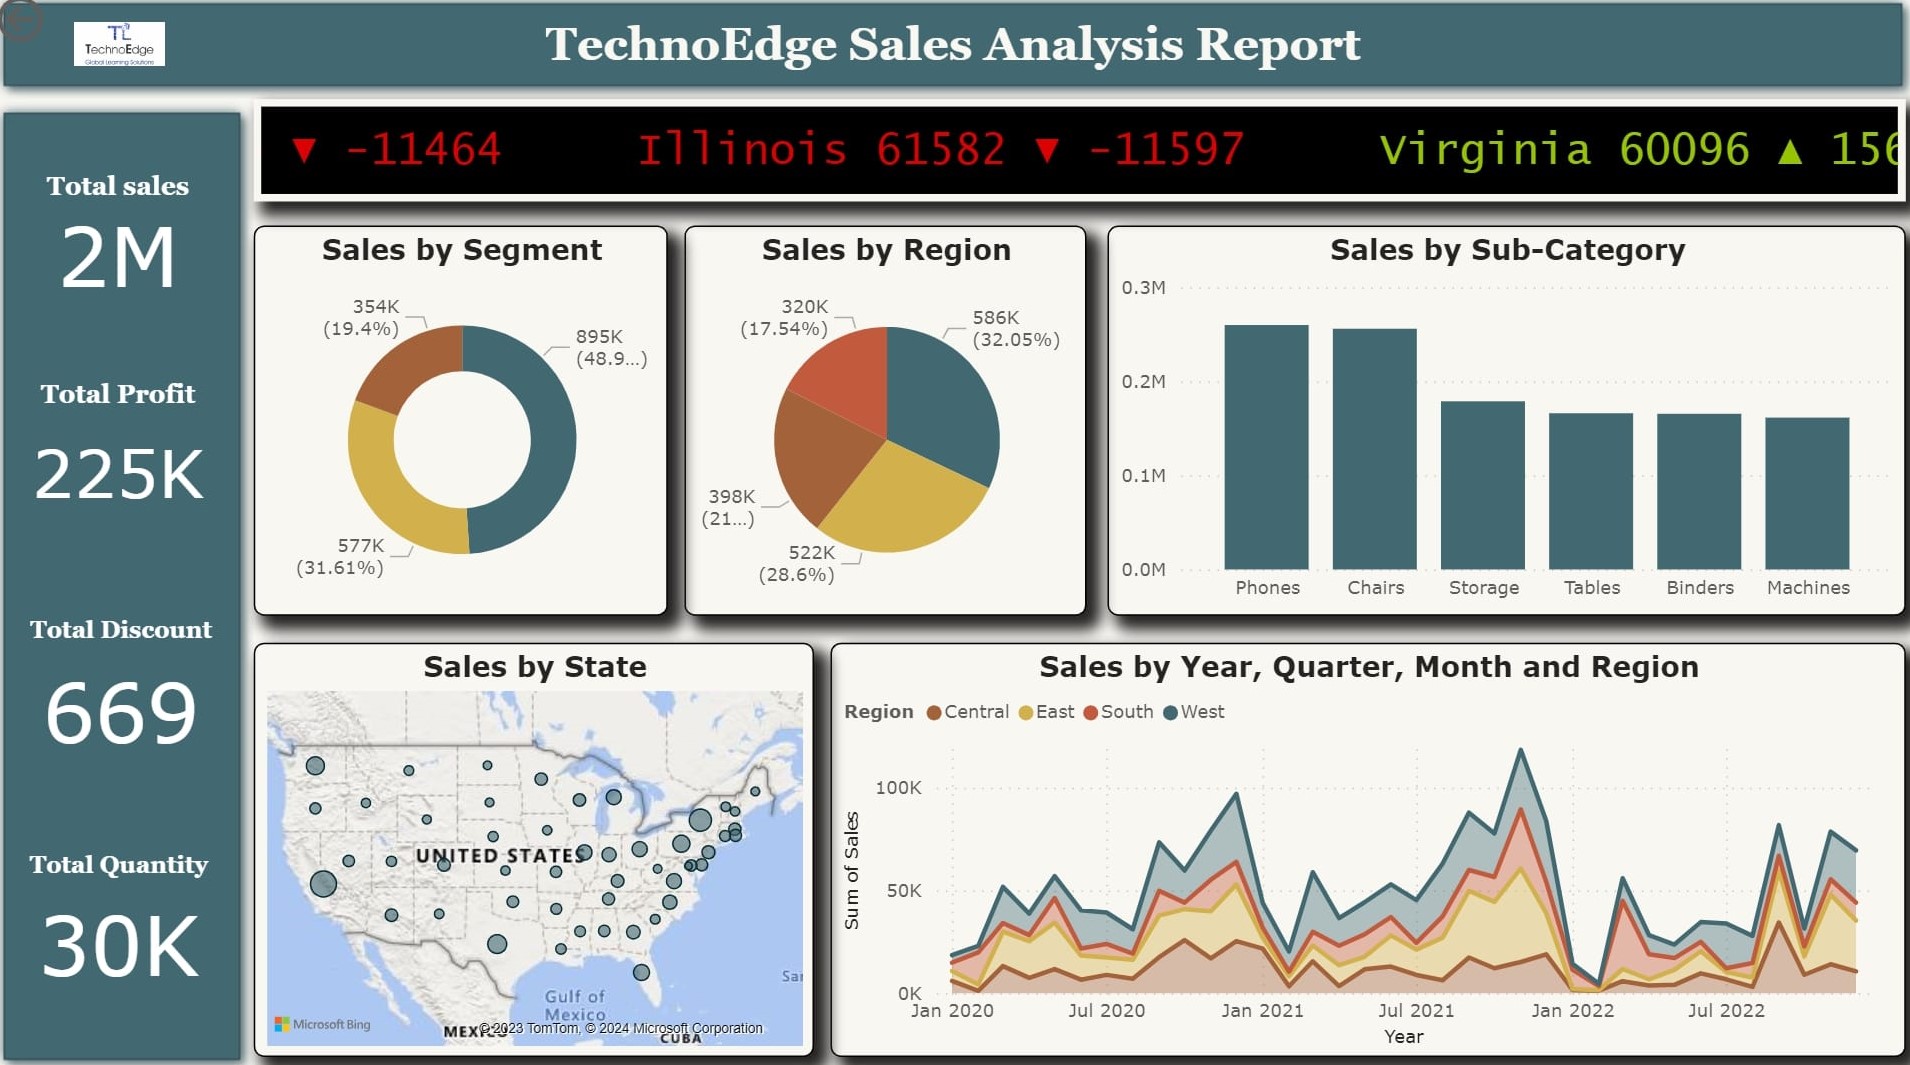 TL
TechnoEdge
Global Learning Solutions
TechnoEdge Sales Analysis Report
▼ -11464 Illinois 61582 ▼ -11597 Virginia 60096 ▲ 156
Total sales
2M
Total Profit
225K
Total Discount
669
Total Quantity
30K
Sales by Segment
354K
(19.4%)
895K
(48.9...)
577K
(31.61%)
Sales by Region
320K
(17.54%)
586K
(32.05%)
398K
(21...)
522K
(28.6%)
Sales by Sub-Category
0.3M
0.2M
0.1M
0.0M
Phones Chairs Storage Tables Binders Machines
Sales by State
UNITED STATES
Gulf of
Mexico
MEXICO
CUBA
Sar
Microsoft Bing
© 2023 TomTom, © 2024 Microsoft Corporation
Sales by Year, Quarter, Month and Region
Region Central East South West
Sum of Sales
100K
50K
0K
Jan 2020 Jul 2020 Jan 2021 Jul 2021 Jan 2022 Jul 2022
Year